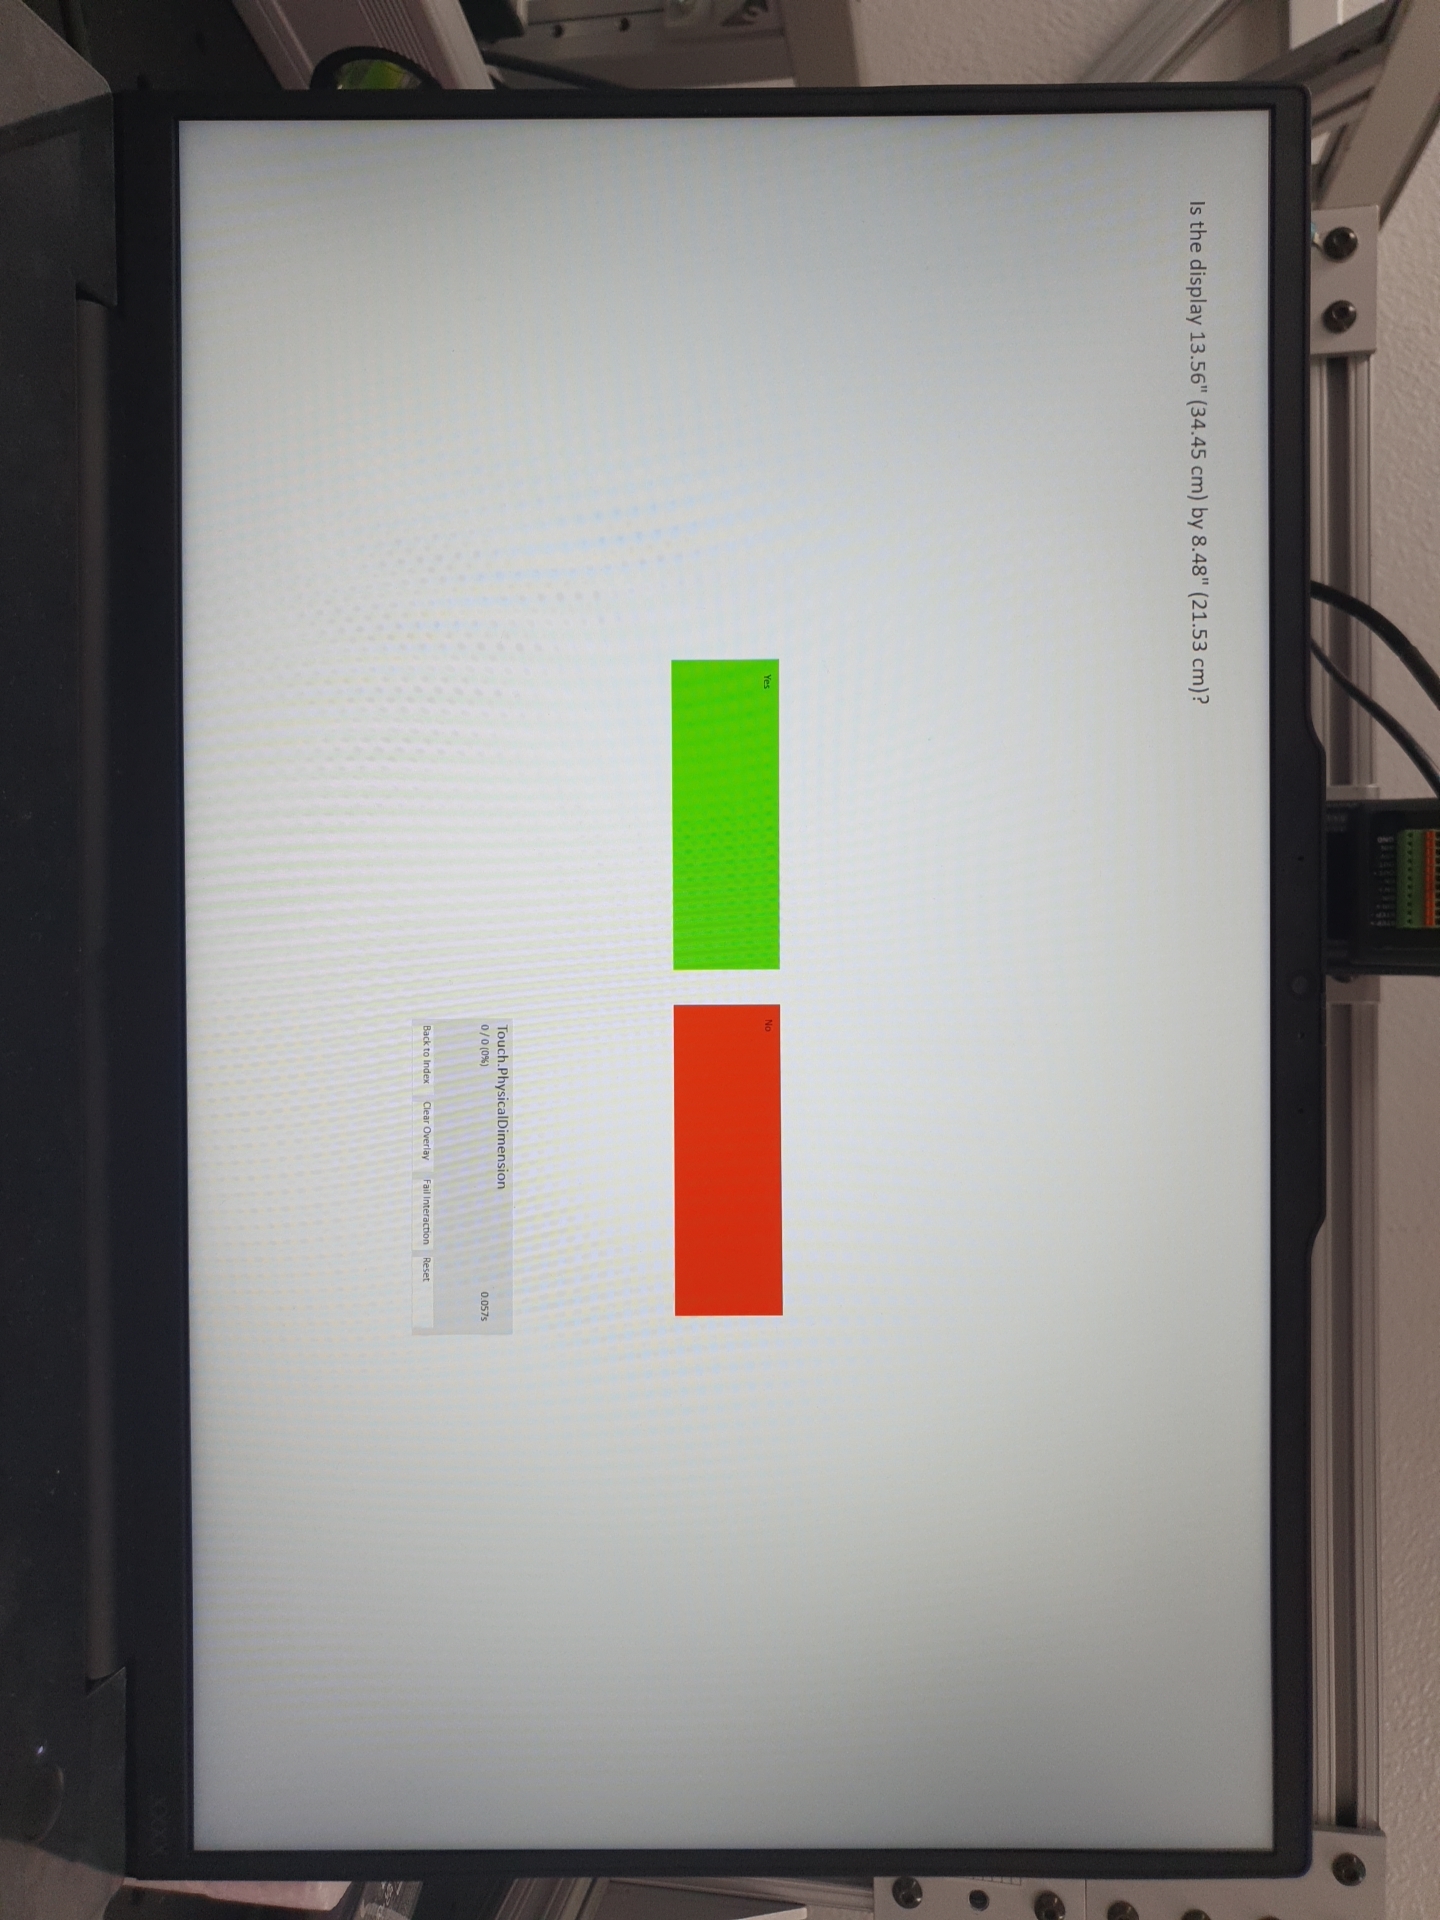 Is the display 13.56" (34.45 cm) by 8.48" (21.53 cm)?
Yes
No
Touch.PhysicalDimension
0 / 0 (0%) 0.057s
Back to Index Clear Overlay Fail Interaction Reset